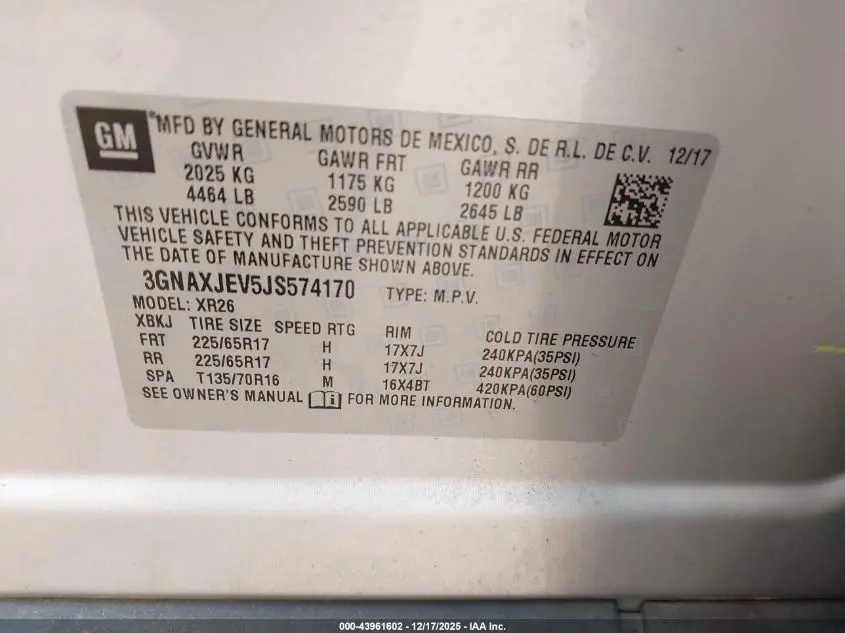 GM
®MFD BY GENERAL MOTORS DE MEXICO, S. DE R.L. DE C.V. 12/17
GVWR GAWR FRT GAWR RR
2025 KG 1175 KG 1200 KG
4464 LB 2590 LB 2645 LB
THIS VEHICLE CONFORMS TO ALL APPLICABLE U.S. FEDERAL MOTOR
VEHICLE SAFETY AND THEFT PREVENTION STANDARDS IN EFFECT ON
THE DATE OF MANUFACTURE SHOWN ABOVE.
3GNAXJEV5JS574170 TYPE: M.P.V.
MODEL: XR26
XBKJ TIRE SIZE SPEED RTG RIM COLD TIRE PRESSURE
FRT 225/65R17 H 17X7J 240KPA(35PSI)
RR 225/65R17 H 17X7J 240KPA(35PSI)
SPA T135/70R16 M 16X4BT 420KPA(60PSI)
SEE OWNER'S MANUAL FOR MORE INFORMATION.
000-43961602 — 12/17/2025 — IAA Inc.